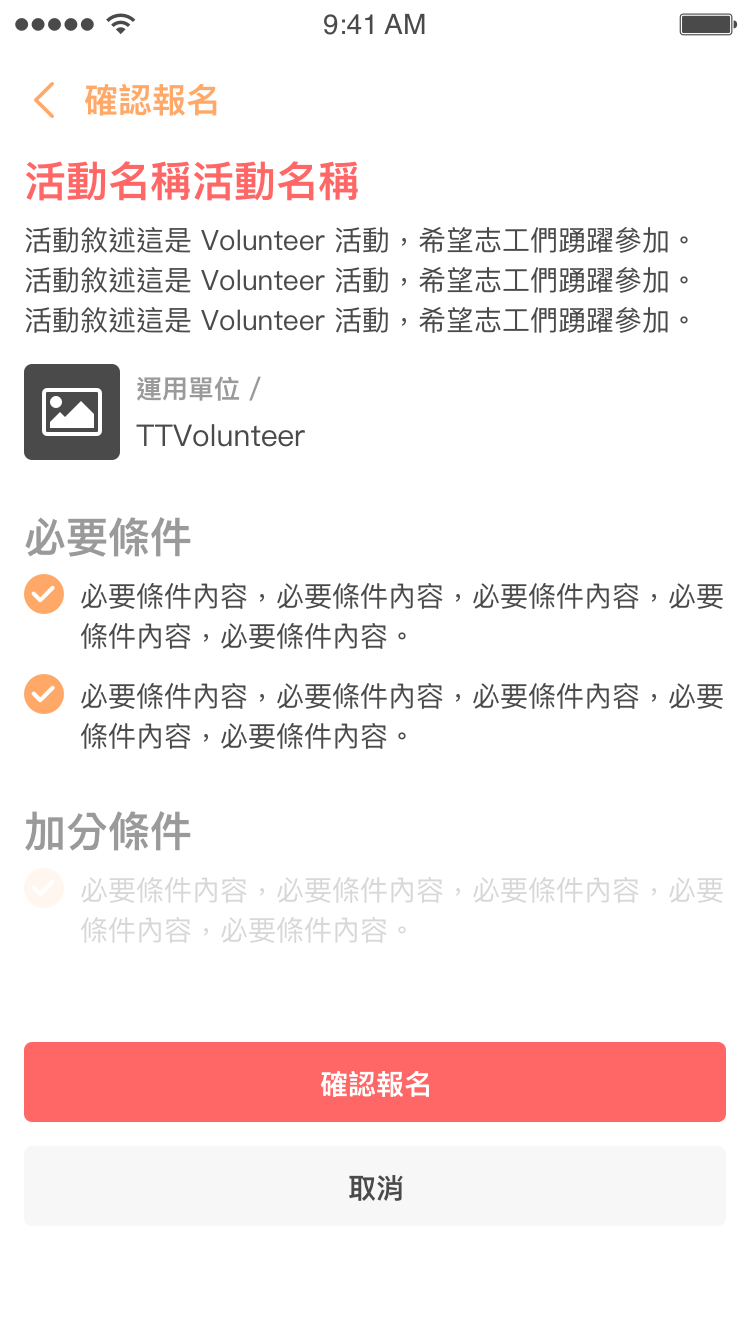 9:41 AM
確認報名
活動名稱活動名稱
活動敘述這是 Volunteer 活動，希望志工們踴躍參加。
活動敘述這是 Volunteer 活動，希望志工們踴躍參加。
活動敘述這是 Volunteer 活動，希望志工們踴躍參加。
運用單位 /
TTVolunteer
必要條件
必要條件內容，必要條件內容，必要條件內容，必要
條件內容，必要條件內容。
必要條件內容，必要條件內容，必要條件內容，必要
條件內容，必要條件內容。
加分條件
必要條件內容，必要條件內容，必要條件內容，必要
條件內容，必要條件內容。
確認報名
取消